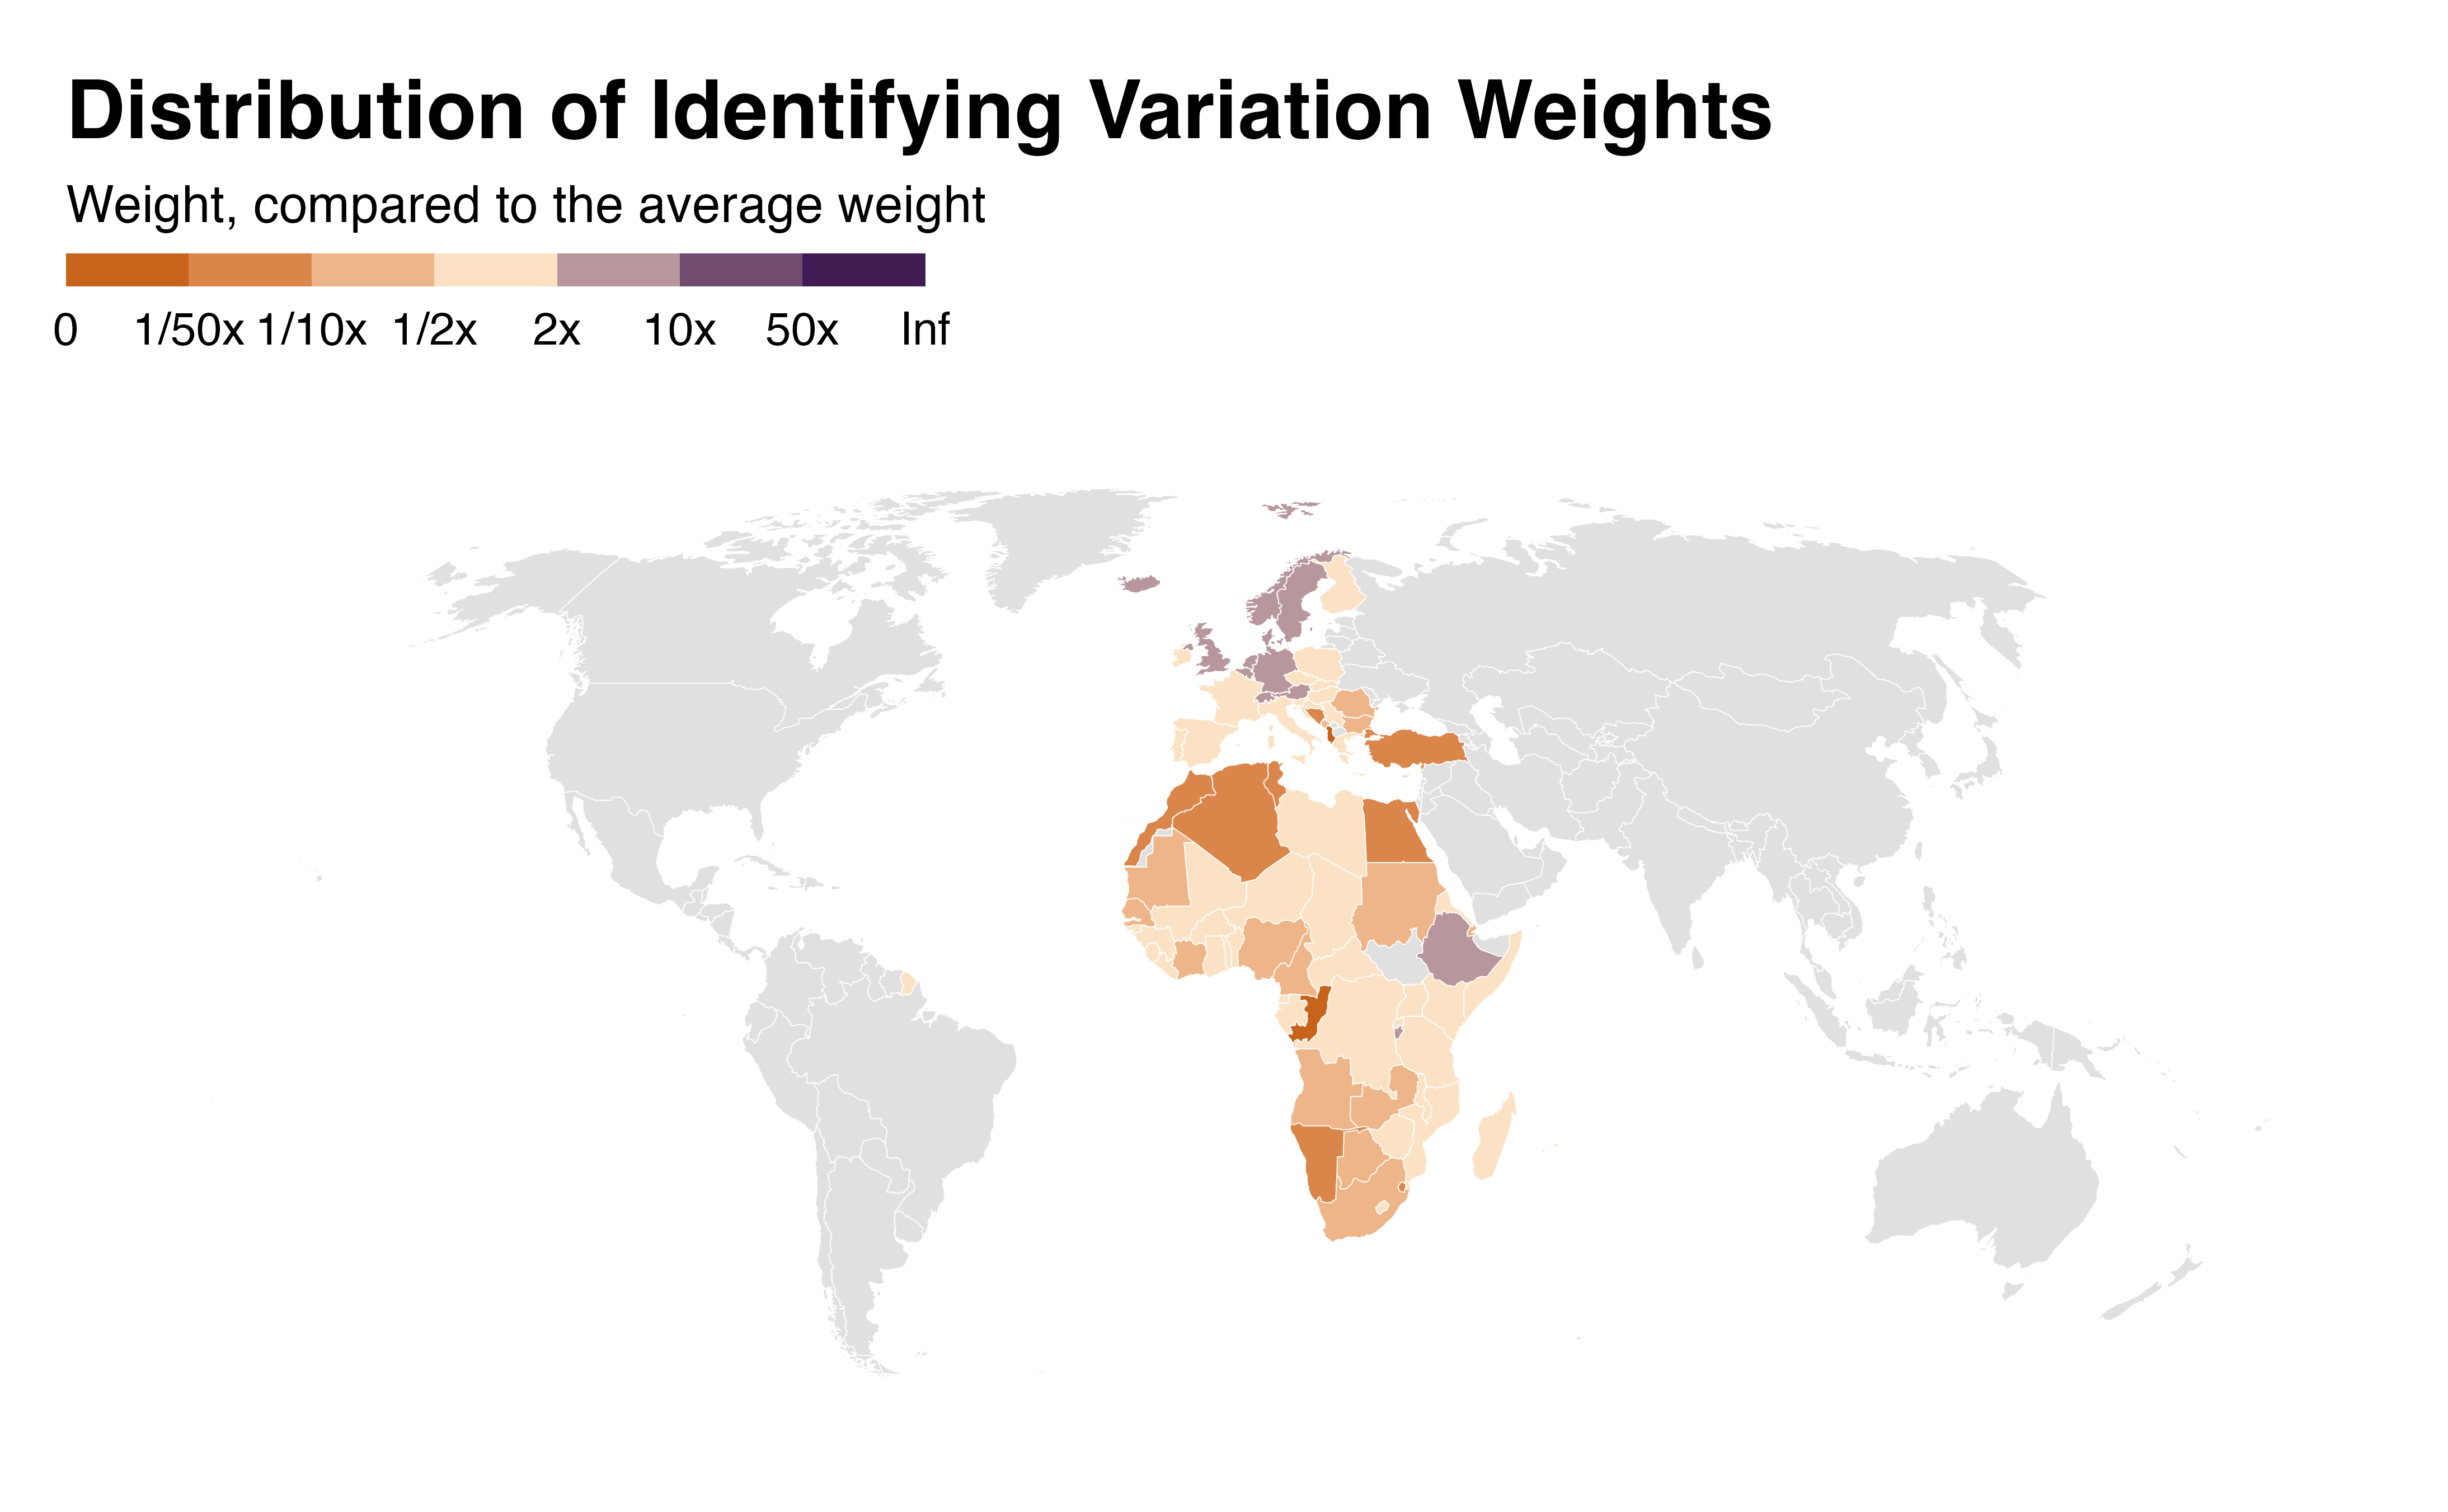 Distribution of Identifying Variation Weights
Weight, compared to the average weight
0 1/50x 1/10x 1/2x 2x 10x 50x Inf